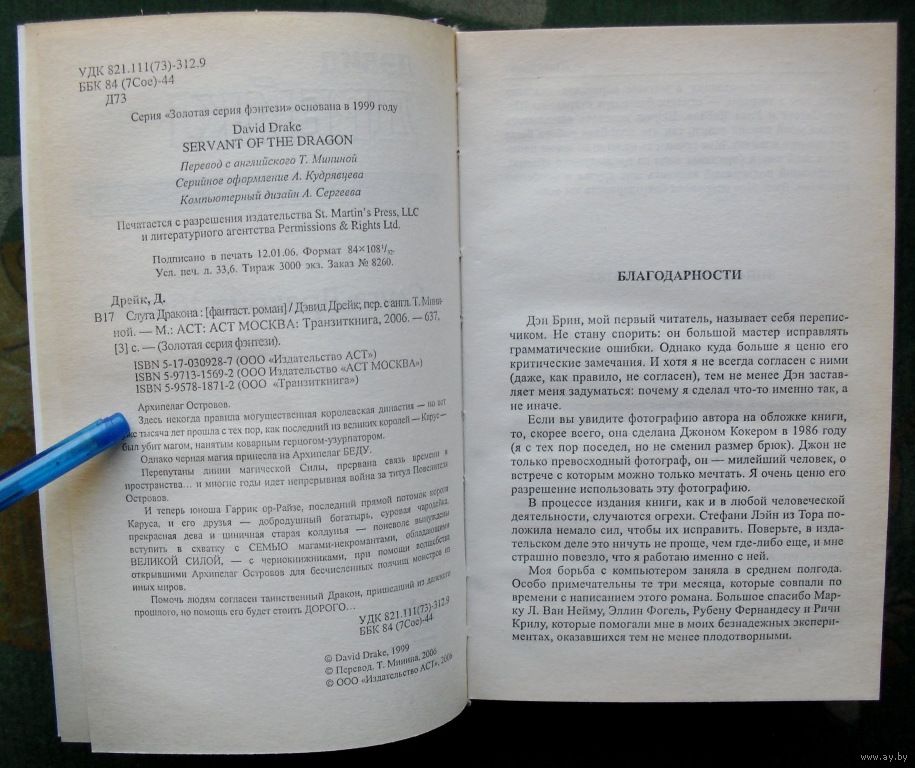 УДК 821.111(73)-312.9
ББК 84 (7Сое)-44
Д73
Серия «Золотая серия фэнтези» основана в 1999 году
David Drake
SERVANT OF THE DRAGON
Перевод с английского Т. Мининой
Серийное оформление А. Кудрявцева
Компьютерный дизайн А. Сергеева
Печатается с разрешения издательства St. Martin's Press, LLC
и литературного агентства Permissions & Rights Ltd.
Подписано в печать 12.01.06. Формат 84×108 1/32.
Усл. печ. л. 33,6. Тираж 3000 экз. Заказ № 8260.
Дрейк, Д.
В17 Слуга Дракона : [фантаст. роман] / Дэвид Дрейк; пер. с англ. Т. Мини-
ной. — М.: АСТ: АСТ МОСКВА: Транзиткнига, 2006. — 637,
[3] с. — (Золотая серия фэнтези).
ISBN 5-17-030928-7 (ООО «Издательство АСТ»)
ISBN 5-9713-1569-2 (ООО Издательство «АСТ МОСКВА»)
ISBN 5-9578-1871-2 (ООО «Транзиткнига»)
Архипелаг Островов.
Здесь некогда правила могущественная королевская династия — но вот
уже тысяча лет прошла с тех пор, как последний из великих королей — Карус —
был убит магом, нанятым коварным герцогом-узурпатором.
Однако черная магия принесла на Архипелаг БЕДУ.
Перепутаны линии магической Силы, прервана связь времени и
пространства... и многие годы идет непрерывная война за титул Повелителя
Островов.
И теперь юноша Гаррик ор-Райзе, последний прямой потомок короля
Каруса, и его друзья — добродушный богатырь, суровая чародейка,
прекрасная дева и циничная старая колдунья — поневоле вынуждены
вступить в схватку с СЕМЬЮ магами-некромантами, обладающими
ВЕЛИКОЙ СИЛОЙ, — с чернокнижниками, при помощи волшебства
открывшими Архипелаг Островов для бесчисленных полчищ монстров из
иных миров.
Помочь людям согласен таинственный Дракон, пришедший из далекого
прошлого, но помощь его будет стоить ДОРОГО...
УДК 821.111(73)-312.9
ББК 84 (7Сое)-44
© David Drake, 1999
© Перевод. Т. Минина, 2006
© ООО «Издательство АСТ», 2006
БЛАГОДАРНОСТИ
Дэн Брин, мой первый читатель, называет себя перепис-
чиком. Не стану спорить: он большой мастер исправлять
грамматические ошибки. Однако куда больше я ценю его
критические замечания. И хотя я не всегда согласен с ними
(даже, как правило, не согласен), тем не менее Дэн застав-
ляет меня задуматься: почему я сделал что-то именно так, а
не иначе.
Если вы увидите фотографию автора на обложке книги,
то, скорее всего, она сделана Джоном Кокером в 1986 году
(я с тех пор поседел, но не сменил размер брюк). Джон не
только превосходный фотограф, он — милейший человек, о
встрече с которым можно только мечтать. Я очень ценю его
разрешение использовать эту фотографию.
В процессе издания книги, как и в любой человеческой
деятельности, случаются огрехи. Стефани Лэйн из Тора по-
ложила немало сил, чтобы их исправить. Поверьте, в изда-
тельском деле это ничуть не проще, чем где-либо еще, и мне
страшно повезло, что я работаю именно с ней.
Моя борьба с компьютером заняла в среднем полгода.
Особо примечательны те три месяца, которые совпали по
времени с написанием этого романа. Большое спасибо Мар-
ку Л. Ван Нейму, Эллин Фогель, Рубену Фернандесу и Ричи
Крилу, которые помогали мне в моих безнадежных экспери-
ментах, оказавшихся тем не менее плодотворными.
www.ay.by